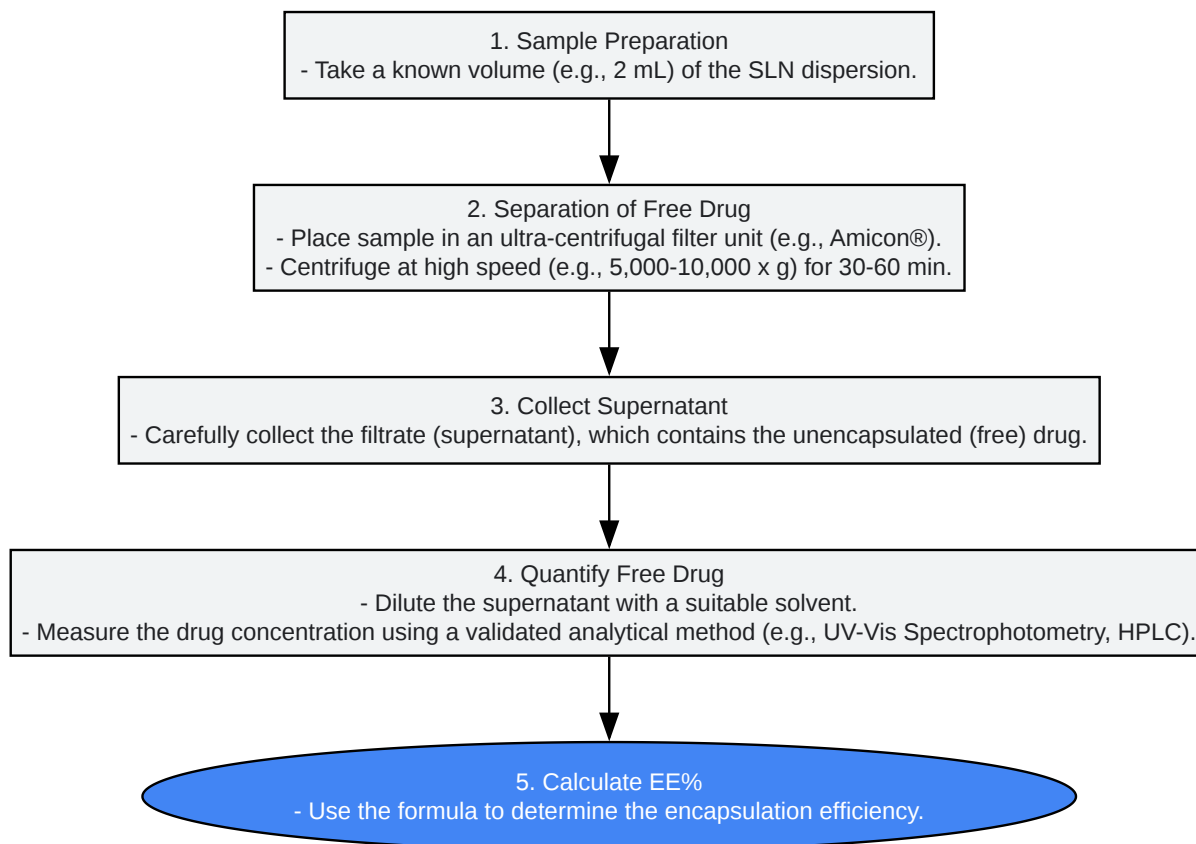 1. Sample Preparation
- Take a known volume (e.g., 2 mL) of the SLN dispersion.
2. Separation of Free Drug
- Place sample in an ultra-centrifugal filter unit (e.g., Amicon®).
- Centrifuge at high speed (e.g., 5,000-10,000 x g) for 30-60 min.
3. Collect Supernatant
- Carefully collect the filtrate (supernatant), which contains the unencapsulated (free) drug.
4. Quantify Free Drug
- Dilute the supernatant with a suitable solvent.
- Measure the drug concentration using a validated analytical method (e.g., UV-Vis Spectrophotometry, HPLC).
5. Calculate EE%
- Use the formula to determine the encapsulation efficiency.